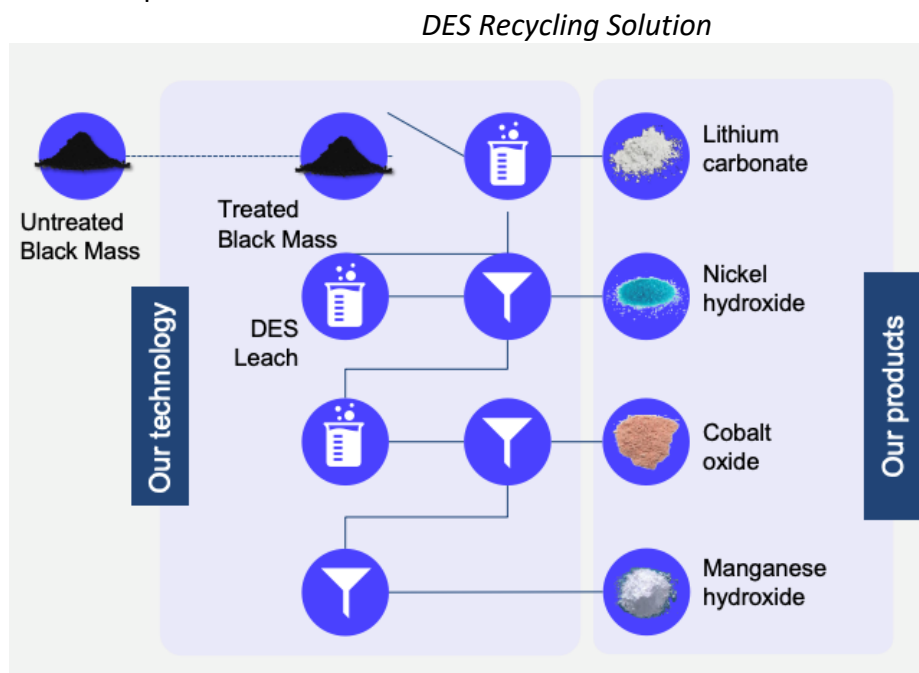 DES Recycling Solution
Untreated
Black Mass
Treated
Black Mass
Lithium
carbonate
DES
Leach
Nickel
hydroxide
Our technology
Our products
Cobalt
oxide
Manganese
hydroxide